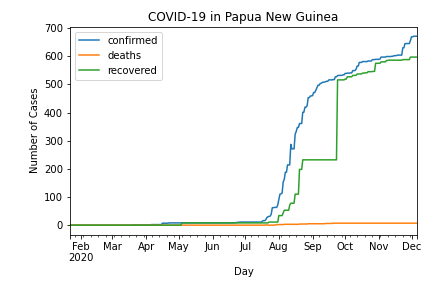 COVID-19 in Papua New Guinea
confirmed
deaths
recovered
Number of Cases
700
600
500
400
300
200
100
0
Feb Mar Apr May Jun Jul Aug Sep Oct Nov Dec
2020
Day